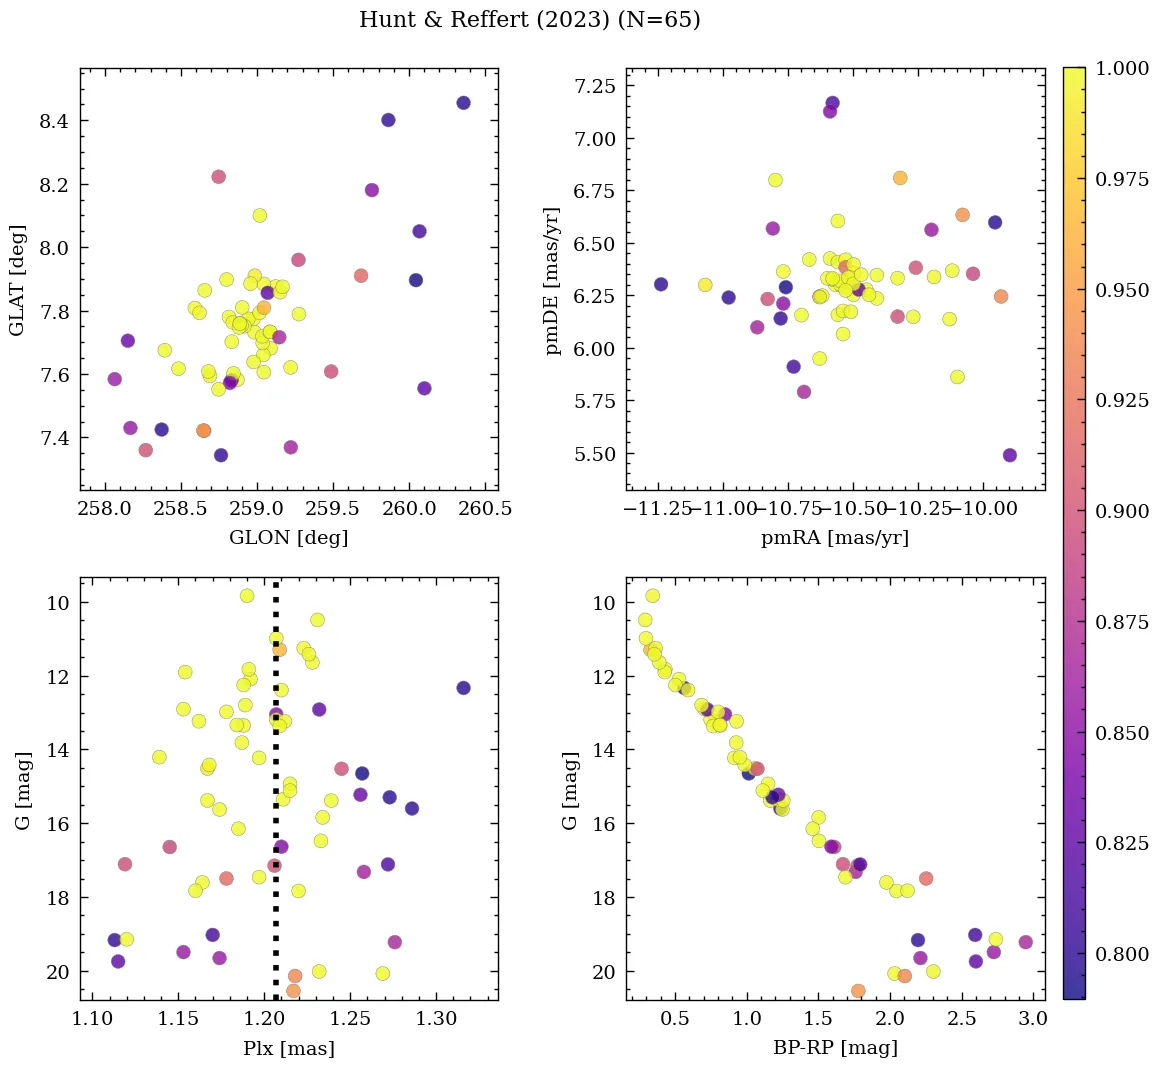 Hunt & Reffert (2023) (N=65)
8.4
8.2
8.0
7.8
7.6
7.4
GLAT [deg]
258.0 258.5 259.0 259.5 260.0 260.5
GLON [deg]
7.25
7.00
6.75
6.50
6.25
6.00
5.75
5.50
pmDE [mas/yr]
−11.25 −11.00 −10.75 −10.50 −10.25 −10.00
pmRA [mas/yr]
1.000
0.975
0.950
0.925
0.900
0.875
0.850
0.825
0.800
10
12
14
16
18
20
G [mag]
1.10 1.15 1.20 1.25 1.30
Plx [mas]
10
12
14
16
18
20
G [mag]
0.5 1.0 1.5 2.0 2.5 3.0
BP-RP [mag]